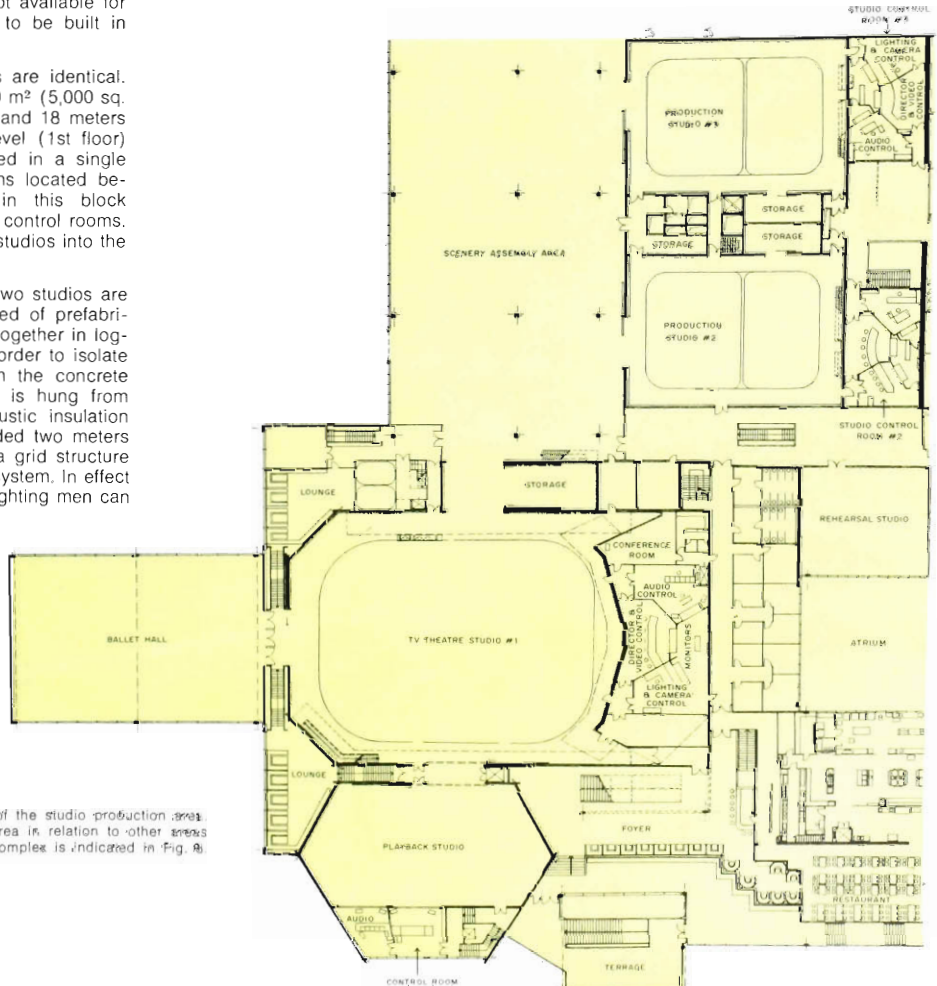 ot available for
to be built in
s are identical.
0 m² (5,000 sq.
and 18 meters
evel (1st floor)
ed in a single
ns located be-
in this block
control rooms.
studios into the
wo studios are
ed of prefabri-
ogether in log-
order to isolate
n the concrete
is hung from
ustic insulation
ded two meters
a grid structure
system. In effect
ghting men can
of the studio production area.
rea in relation to other areas
omplex is indicated in Fig. 8.
STUDIO CONTROL
ROOM #3
LIGHTING
& CAMERA
CONTROL
DIRECTOR
& VIDEO
CONTROL
AUDIO
CONTROL
PRODUCTION
STUDIO #3
STORAGE
STORAGE
STORAGE
SCENERY ASSEMBLY AREA
PRODUCTION
STUDIO #2
STUDIO CONTROL
ROOM #2
LOUNGE
STORAGE
REHEARSAL STUDIO
CONFERENCE
ROOM
AUDIO
CONTROL
BALLET HALL
TV THEATRE STUDIO #1
DIRECTOR &
VIDEO CONTROL
MONITORS
ATRIUM
LIGHTING
& CAMERA
CONTROL
LOUNGE
FOYER
PLAYBACK STUDIO
RESTAURANT
AUDIO
TERRACE
CONTROL ROOM